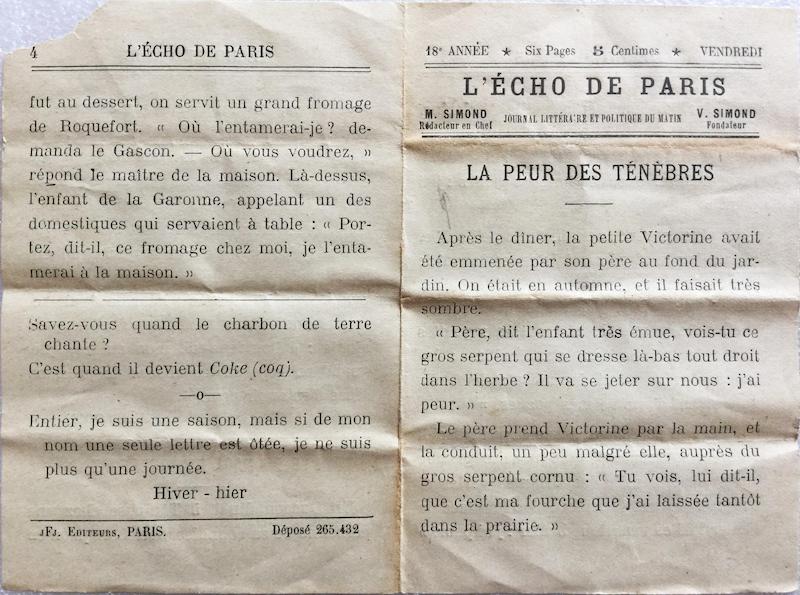 4 L'ÉCHO DE PARIS
fut au dessert, on servit un grand fromage
de Roquefort. « Où l'entamerai-je ? de-
manda le Gascon. — Où vous voudrez, »
répond le maître de la maison. Là-dessus,
l'enfant de la Garonne, appelant un des
domestiques qui servaient à table : « Por-
tez, dit-il, ce fromage chez moi, je l'enta-
merai à la maison. »
Savez-vous quand le charbon de terre
chante ?
C'est quand il devient Coke (coq).
—o—
Entier, je suis une saison, mais si de mon
nom une seule lettre est ôtée, je ne suis
plus qu'une journée.
Hiver - hier
JFJ. EDITEURS, PARIS. Déposé 265.432
18e ANNÉE ★ Six Pages 5 Centimes ★ VENDREDI
L'ÉCHO DE PARIS
M. SIMOND
Rédacteur en Chef
JOURNAL LITTÉRAIRE ET POLITIQUE DU MATIN
V. SIMOND
Fondateur
LA PEUR DES TÉNÈBRES
Après le dîner, la petite Victorine avait
été emmenée par son père au fond du jar-
din. On était en automne, et il faisait très
sombre.
« Père, dit l'enfant très émue, vois-tu ce
gros serpent qui se dresse là-bas tout droit
dans l'herbe ? Il va se jeter sur nous : j'ai
peur. »
Le père prend Victorine par la main, et
la conduit, un peu malgré elle, auprès du
gros serpent cornu : « Tu vois, lui dit-il,
que c'est ma fourche que j'ai laissée tantôt
dans la prairie. »